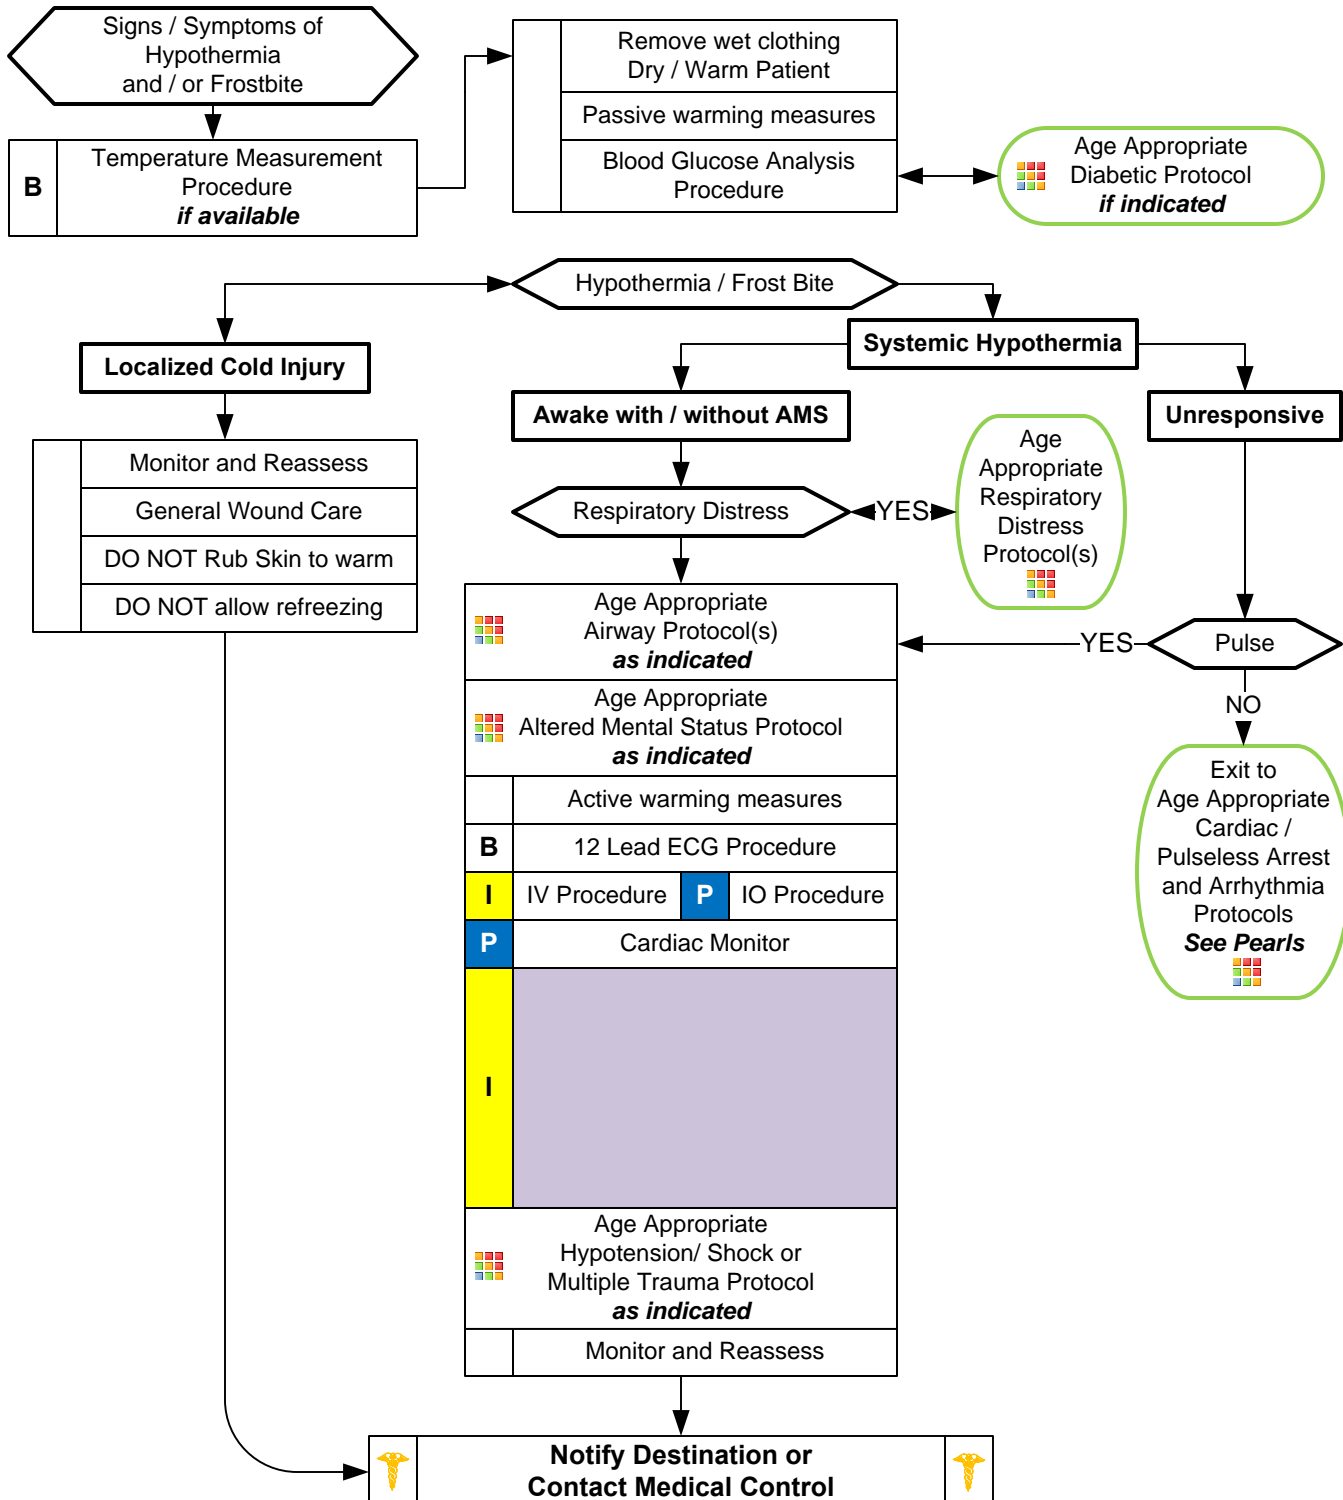 Signs / Symptoms of
Hypothermia
and / or Frostbite
B
Temperature Measurement
Procedure
if available
Remove wet clothing
Dry / Warm Patient
Passive warming measures
Blood Glucose Analysis
Procedure
Age Appropriate
Diabetic Protocol
if indicated
Hypothermia / Frost Bite
Localized Cold Injury
Systemic Hypothermia
Awake with / without AMS
Unresponsive
Monitor and Reassess
General Wound Care
DO NOT Rub Skin to warm
DO NOT allow refreezing
Respiratory Distress
YES
Age
Appropriate
Respiratory
Distress
Protocol(s)
Pulse
YES
NO
Exit to
Age Appropriate
Cardiac /
Pulseless Arrest
and Arrhythmia
Protocols
See Pearls
Age Appropriate
Airway Protocol(s)
as indicated
Age Appropriate
Altered Mental Status Protocol
as indicated
Active warming measures
B
12 Lead ECG Procedure
I
IV Procedure
P
IO Procedure
P
Cardiac Monitor
I
Age Appropriate
Hypotension/ Shock or
Multiple Trauma Protocol
as indicated
Monitor and Reassess
Notify Destination or
Contact Medical Control